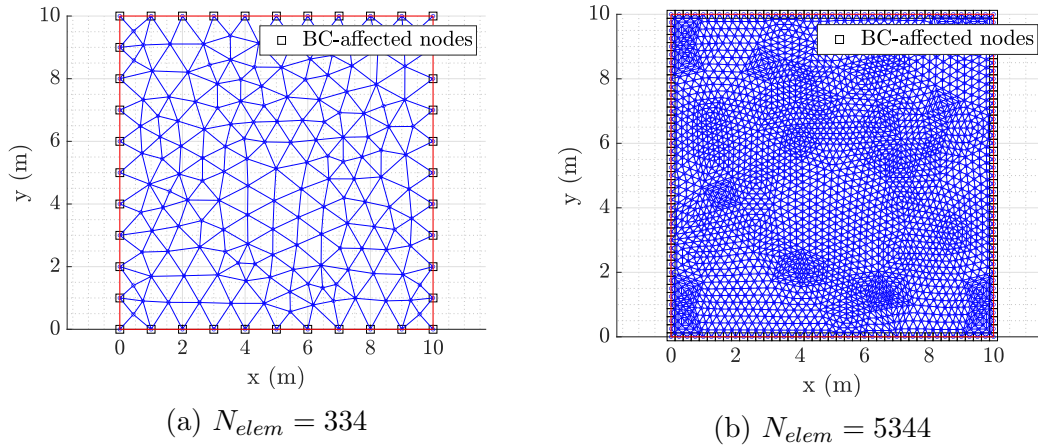 10
8
6
4
2
0
y (m)
0 2 4 6 8 10
x (m)
BC-affected nodes
(a) N_elem = 334
10
8
6
4
2
0
y (m)
0 2 4 6 8 10
x (m)
BC-affected nodes
(b) N_elem = 5344